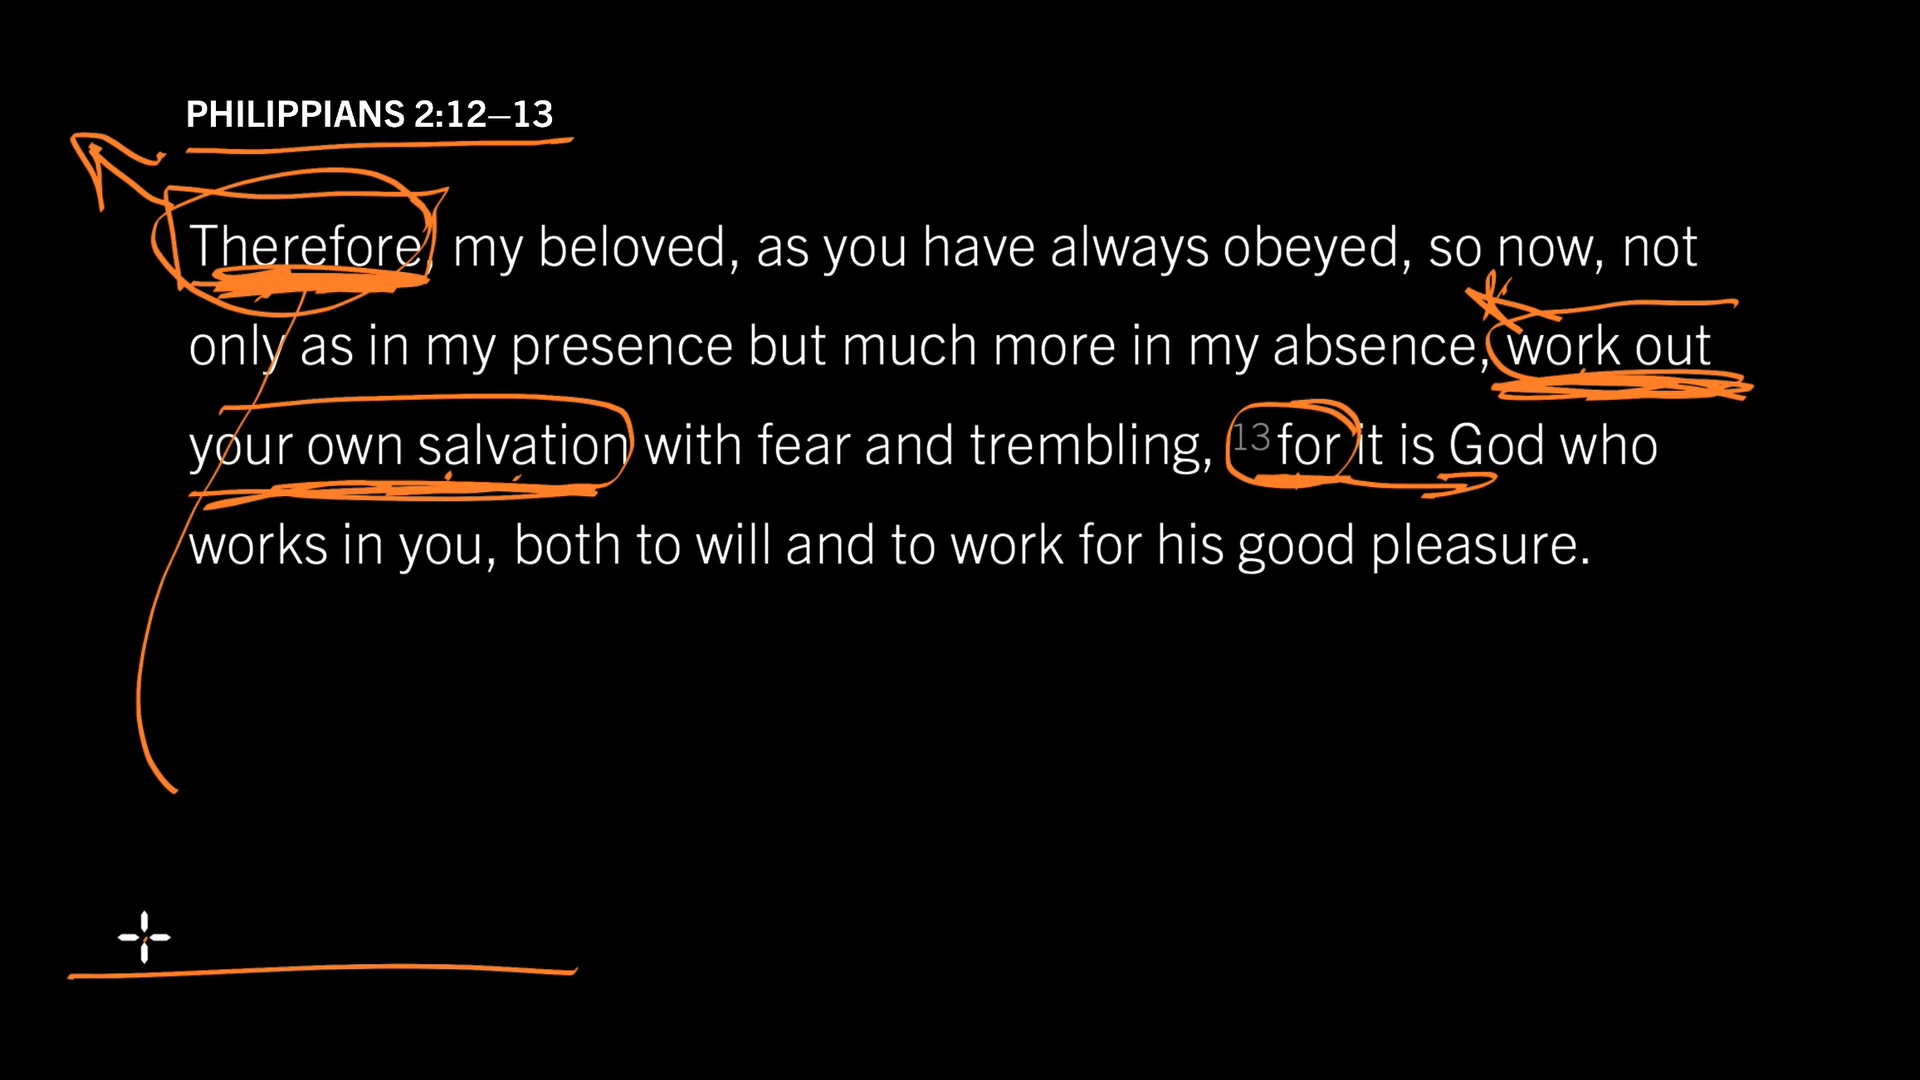 PHILIPPIANS 2:12–13
Therefore, my beloved, as you have always obeyed, so now, not
only as in my presence but much more in my absence, work out
your own salvation with fear and trembling, 13 for it is God who
works in you, both to will and to work for his good pleasure.